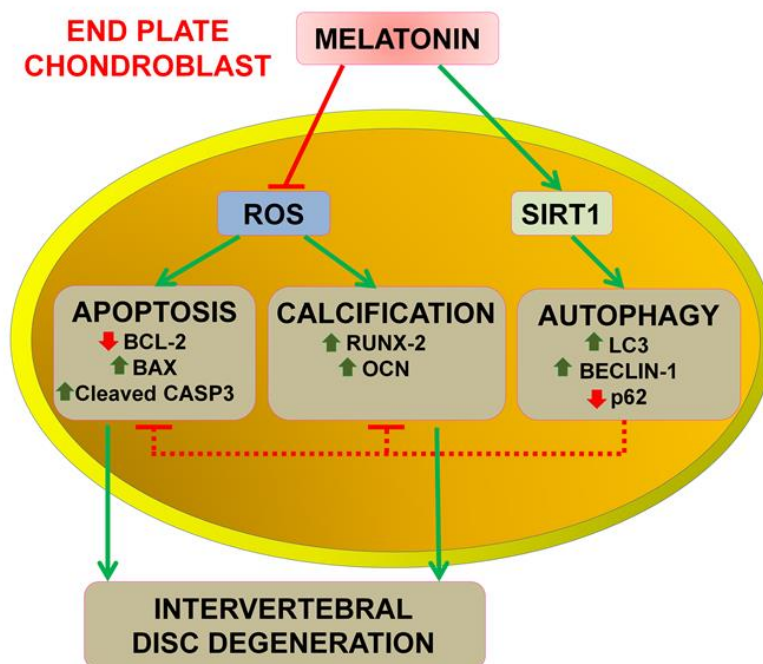 END PLATE
CHONDROBLAST
MELATONIN
ROS
SIRT1
APOPTOSIS
BCL-2
BAX
Cleaved CASP3
CALCIFICATION
RUNX-2
OCN
AUTOPHAGY
LC3
BECLIN-1
p62
INTERVERTEBRAL
DISC DEGENERATION